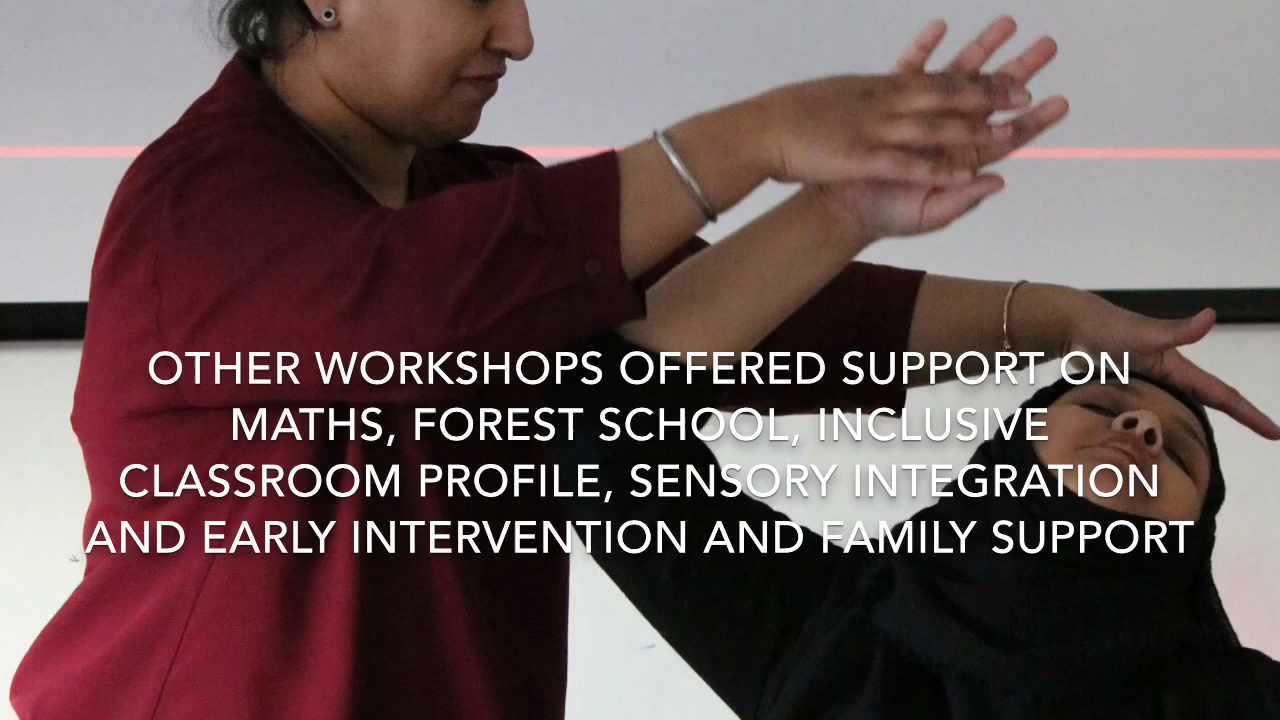 OTHER WORKSHOPS OFFERED SUPPORT ON
MATHS, FOREST SCHOOL, INCLUSIVE
CLASSROOM PROFILE, SENSORY INTEGRATION
AND EARLY INTERVENTION AND FAMILY SUPPORT